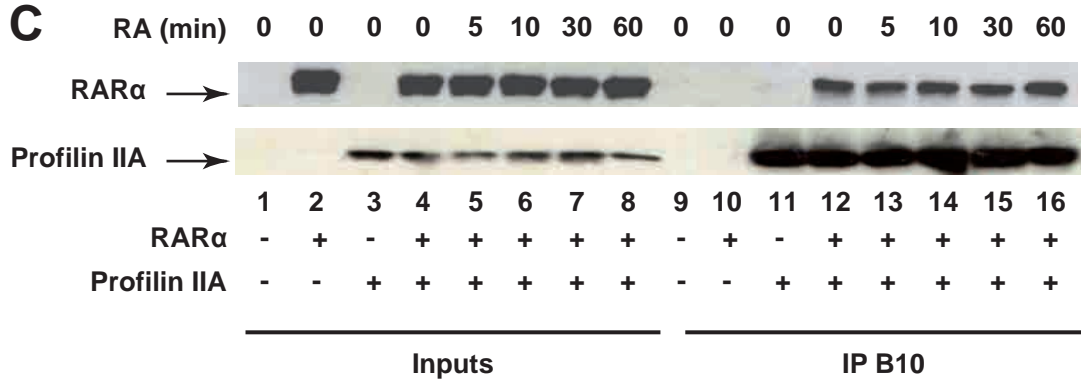 C
RA (min) 0 0 0 0 5 10 30 60 0 0 0 0 5 10 30 60
RARα
Profilin IIA
1 2 3 4 5 6 7 8 9 10 11 12 13 14 15 16
RARα - + - + + + + + - + - + + + + +
Profilin IIA - - + + + + + + - - + + + + + +
Inputs IP B10